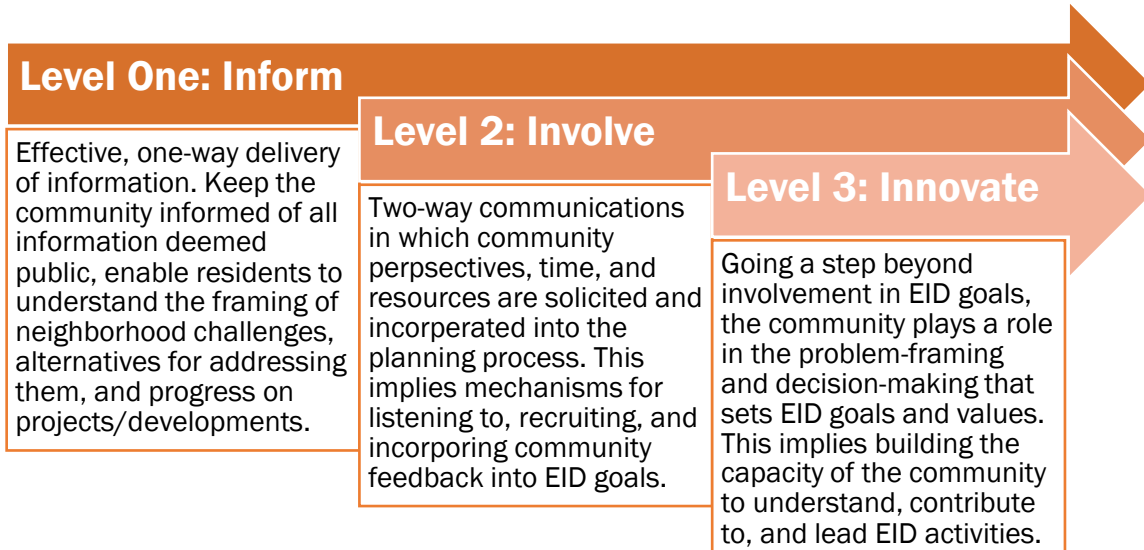 Level One: Inform
Effective, one-way delivery
of information. Keep the
community informed of all
information deemed
public, enable residents to
understand the framing of
neighborhood challenges,
alternatives for addressing
them, and progress on
projects/developments.
Level 2: Involve
Two-way communications
in which community
perpsectives, time, and
resources are solicited and
incorperated into the
planning process. This
implies mechanisms for
listening to, recruiting, and
incorporing community
feedback into EID goals.
Level 3: Innovate
Going a step beyond
involvement in EID goals,
the community plays a role
in the problem-framing
and decision-making that
sets EID goals and values.
This implies building the
capacity of the community
to understand, contribute
to, and lead EID activities.